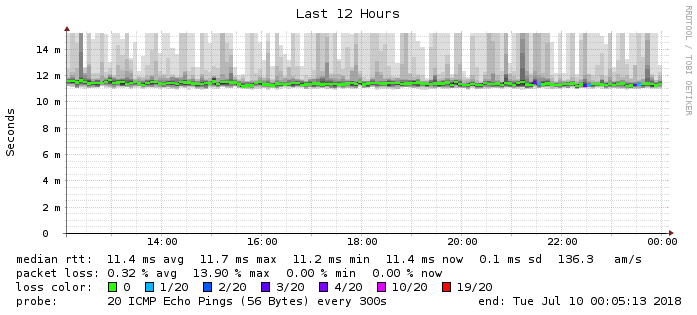 Last 12 Hours
RRDTOOL / TOBI OETIKER
Seconds
14 m
12 m
10 m
8 m
6 m
4 m
2 m
0
14:00 16:00 18:00 20:00 22:00 00:00
median rtt: 11.4 ms avg 11.7 ms max 11.2 ms min 11.4 ms now 0.1 ms sd 136.3 am/s
packet loss: 0.32 % avg 13.90 % max 0.00 % min 0.00 % now
loss color: 0 1/20 2/20 3/20 4/20 10/20 19/20
probe: 20 ICMP Echo Pings (56 Bytes) every 300s end: Tue Jul 10 00:05:13 2018